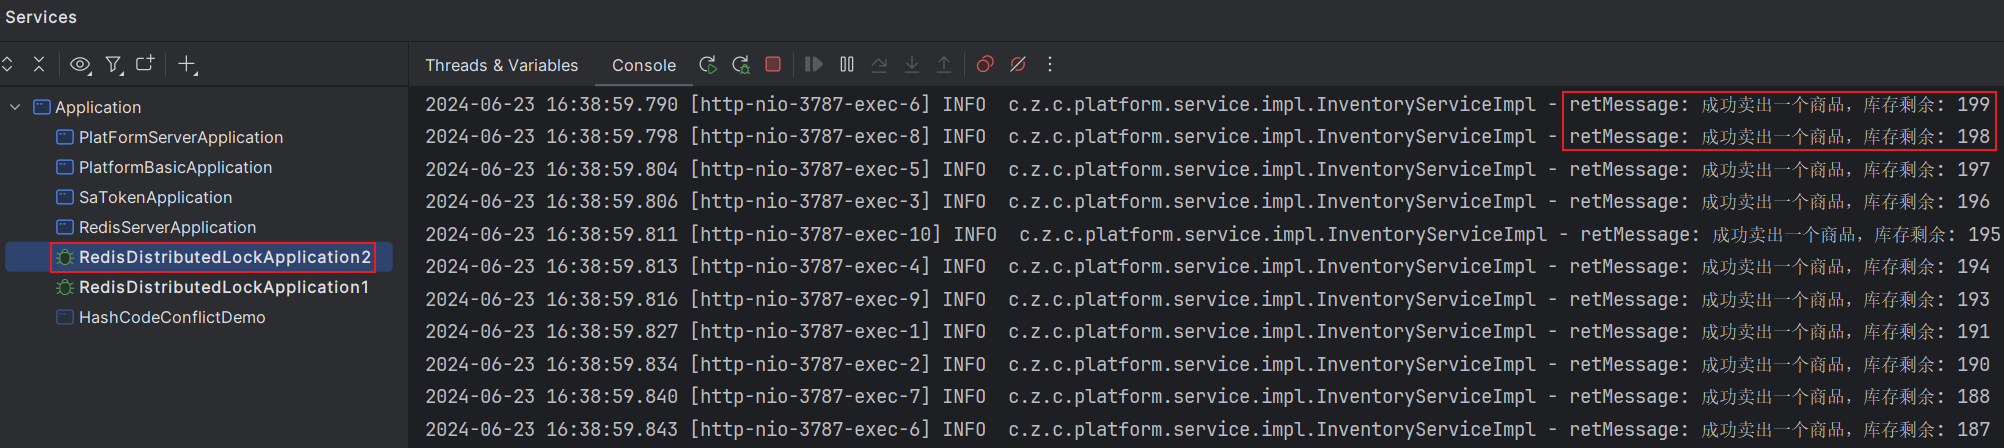 Services
Threads & Variables
Console
Application
PlatFormServerApplication
PlatformBasicApplication
SaTokenApplication
RedisServerApplication
RedisDistributedLockApplication2
RedisDistributedLockApplication1
HashCodeConflictDemo
2024-06-23 16:38:59.790 [http-nio-3787-exec-6] INFO  c.z.c.platform.service.impl.InventoryServiceImpl - retMessage: 成功卖出一个商品，库存剩余: 199
2024-06-23 16:38:59.798 [http-nio-3787-exec-8] INFO  c.z.c.platform.service.impl.InventoryServiceImpl - retMessage: 成功卖出一个商品，库存剩余: 198
2024-06-23 16:38:59.804 [http-nio-3787-exec-5] INFO  c.z.c.platform.service.impl.InventoryServiceImpl - retMessage: 成功卖出一个商品，库存剩余: 197
2024-06-23 16:38:59.806 [http-nio-3787-exec-3] INFO  c.z.c.platform.service.impl.InventoryServiceImpl - retMessage: 成功卖出一个商品，库存剩余: 196
2024-06-23 16:38:59.811 [http-nio-3787-exec-10] INFO  c.z.c.platform.service.impl.InventoryServiceImpl - retMessage: 成功卖出一个商品，库存剩余: 195
2024-06-23 16:38:59.813 [http-nio-3787-exec-4] INFO  c.z.c.platform.service.impl.InventoryServiceImpl - retMessage: 成功卖出一个商品，库存剩余: 194
2024-06-23 16:38:59.816 [http-nio-3787-exec-9] INFO  c.z.c.platform.service.impl.InventoryServiceImpl - retMessage: 成功卖出一个商品，库存剩余: 193
2024-06-23 16:38:59.827 [http-nio-3787-exec-1] INFO  c.z.c.platform.service.impl.InventoryServiceImpl - retMessage: 成功卖出一个商品，库存剩余: 191
2024-06-23 16:38:59.834 [http-nio-3787-exec-2] INFO  c.z.c.platform.service.impl.InventoryServiceImpl - retMessage: 成功卖出一个商品，库存剩余: 190
2024-06-23 16:38:59.840 [http-nio-3787-exec-7] INFO  c.z.c.platform.service.impl.InventoryServiceImpl - retMessage: 成功卖出一个商品，库存剩余: 188
2024-06-23 16:38:59.843 [http-nio-3787-exec-6] INFO  c.z.c.platform.service.impl.InventoryServiceImpl - retMessage: 成功卖出一个商品，库存剩余: 187